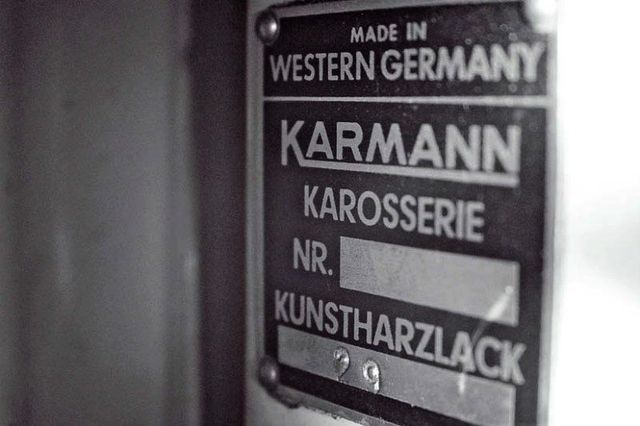 MADE IN
WESTERN GERMANY
KARMANN
KAROSSERIE
NR.
KUNSTHARZLACK